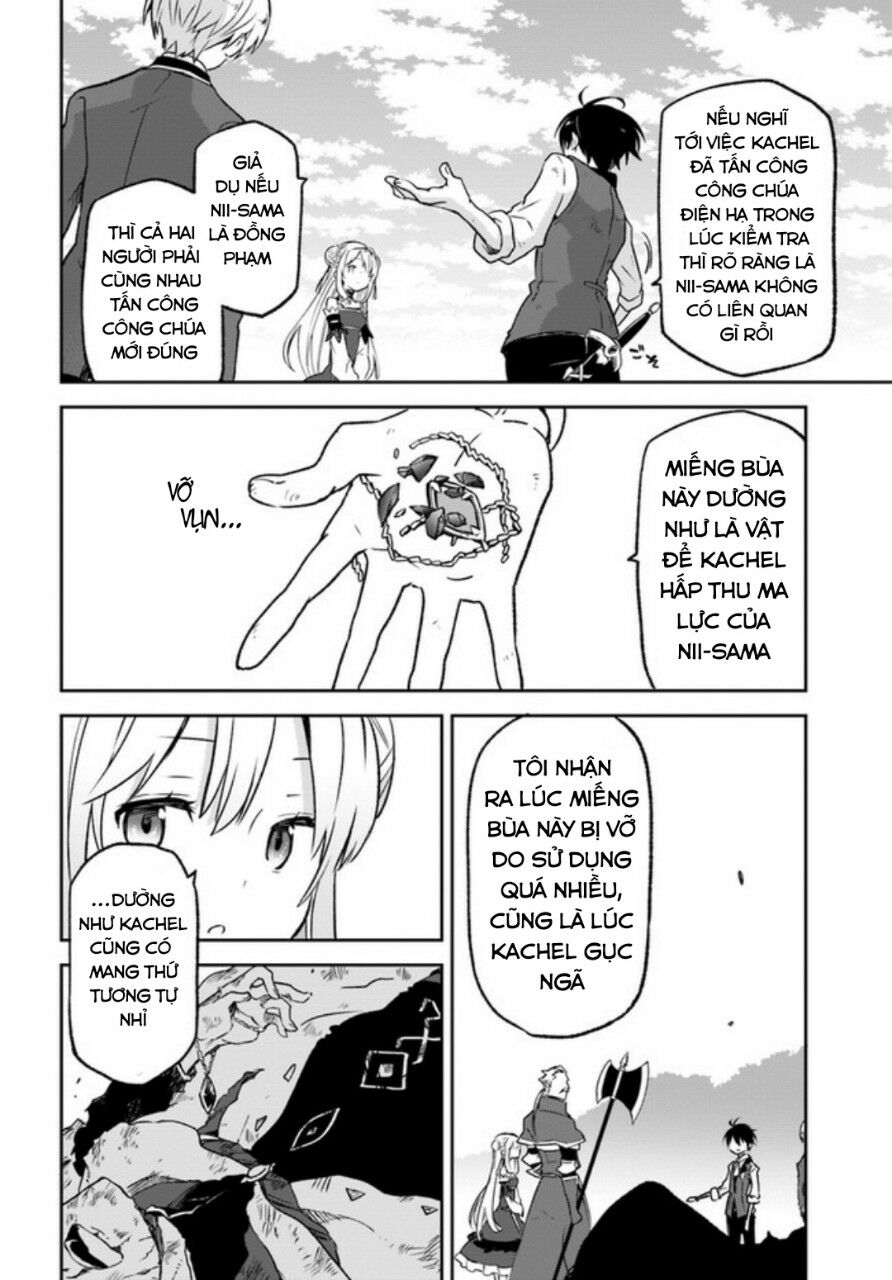 NẾU NGHĨ
TỚI VIỆC KACHEL
ĐÃ TẤN CÔNG
CÔNG CHÚA
ĐIỆN HẠ TRONG
LÚC KIỂM TRA
THÌ RÕ RÀNG LÀ
NII-SAMA KHÔNG
CÓ LIÊN QUAN
GÌ RỒI
GIẢ
DỤ NẾU
NII-SAMA
LÀ ĐỒNG
PHẠM
THÌ CẢ HAI
NGƯỜI PHẢI
CÙNG NHAU
TẤN CÔNG
CÔNG CHÚA
MỚI ĐÚNG
ごそ
MIẾNG BÙA
NÀY DƯỜNG
NHƯ LÀ VẬT
ĐỂ KACHEL
HẤP THU MA
LỰC CỦA
NII-SAMA
VỠ
VỤN...
TÔI NHẬN
RA LÚC MIẾNG
BÙA NÀY BỊ VỠ
DO SỬ DỤNG
QUÁ NHIỀU,
CŨNG LÀ LÚC
KACHEL GỤC
NGÃ
...DƯỜNG
NHƯ KACHEL
CŨNG CÓ
MANG THỨ
TƯƠNG TỰ
NHỈ